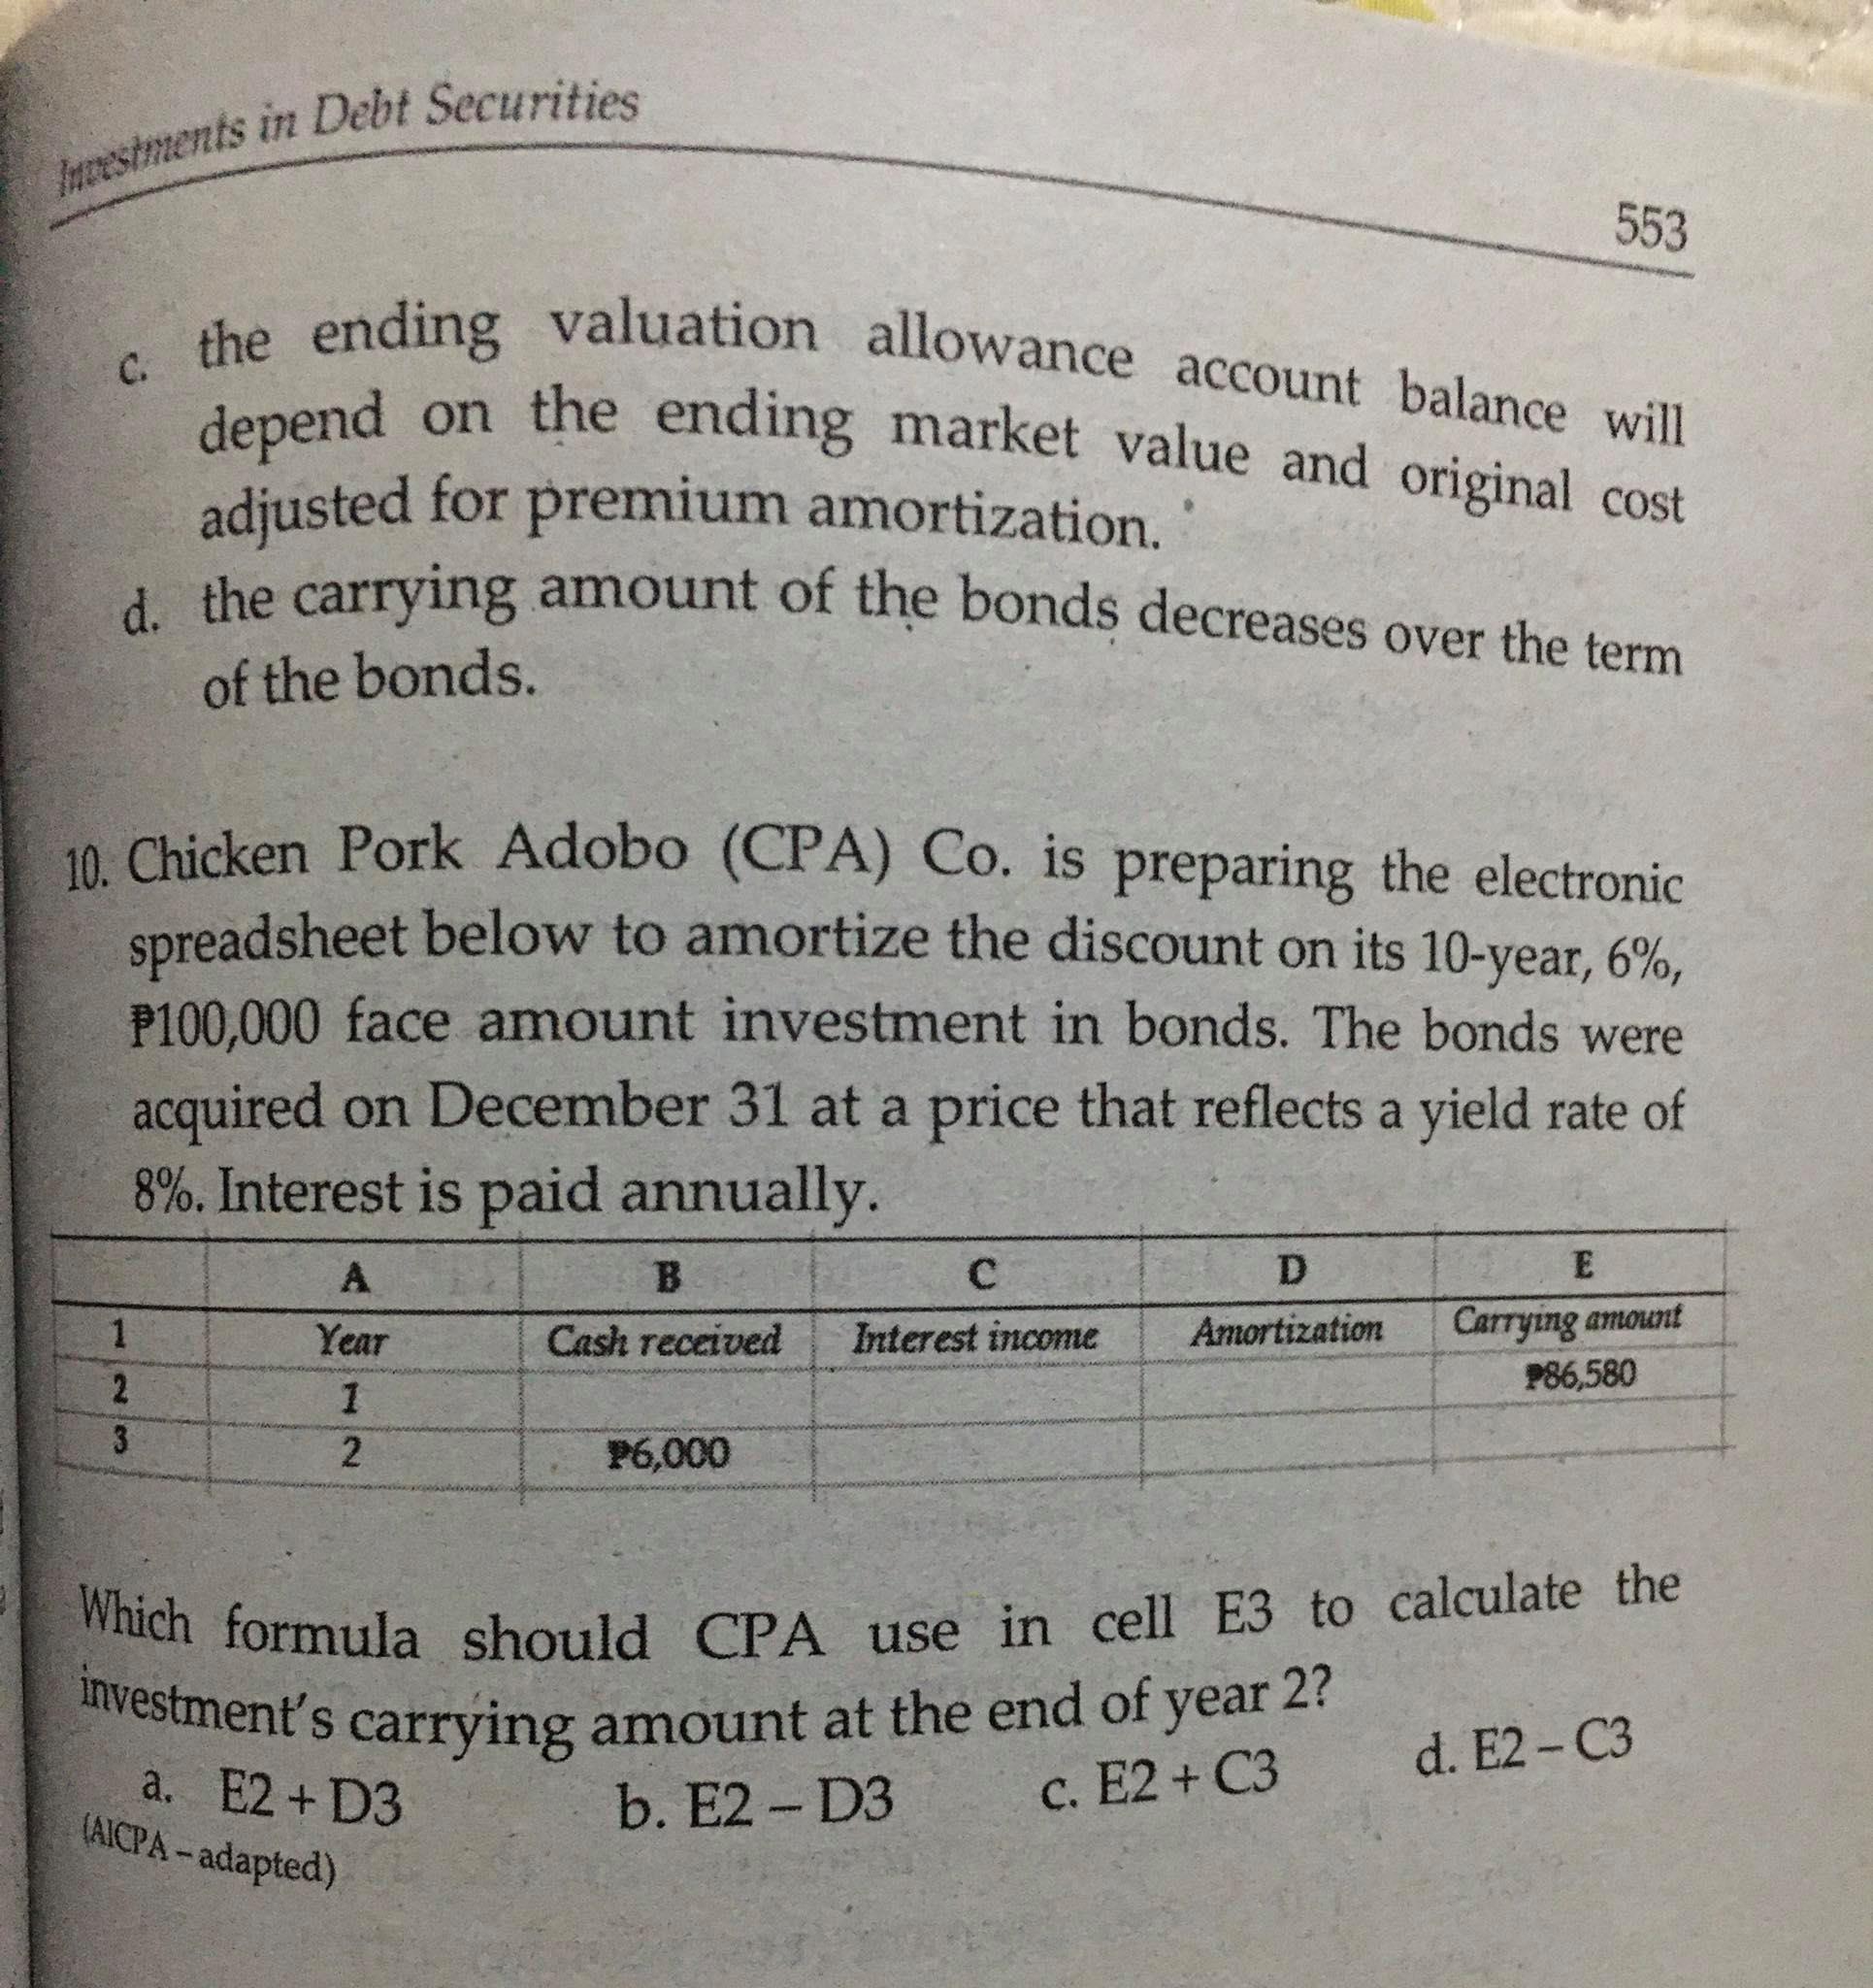 Investments in Debt Securities
553
c. the ending valuation allowance account balance will
depend on the ending market value and original cost
adjusted for premium amortization.
d. the carrying amount of the bonds decreases over the term
of the bonds.
10. Chicken Pork Adobo (CPA) Co. is preparing the electronic
spreadsheet below to amortize the discount on its 10-year, 6%,
₱100,000 face amount investment in bonds. The bonds were
acquired on December 31 at a price that reflects a yield rate of
8%. Interest is paid annually.
A B C D E
1 Year Cash received Interest income Amortization Carrying amount
2 1 ₱86,580
3 2 ₱6,000
Which formula should CPA use in cell E3 to calculate the
investment's carrying amount at the end of year 2?
a. E2 + D3 b. E2 – D3 c. E2 + C3 d. E2 – C3
(AICPA – adapted)